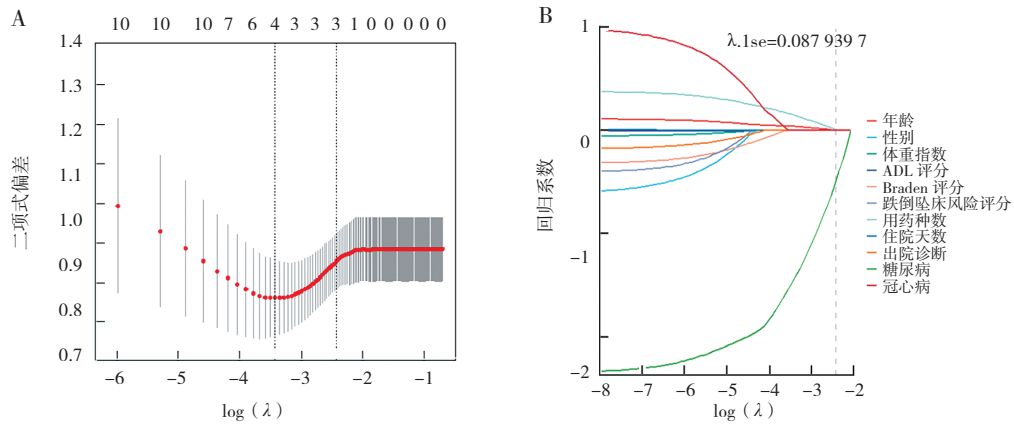 A
10 10 10 7 6 4 3 3 3 1 0 0 0 0 0 0
1.4
1.3
1.2
1.1
1.0
0.9
0.8
0.7
二项式偏差
-6 -5 -4 -3 -2 -1
log（λ）
B
λ.1se=0.087 939 7
1
0
-1
-2
回归系数
-8 -7 -6 -5 -4 -3 -2
log（λ）
年龄
性别
体重指数
ADL 评分
Braden 评分
跌倒坠床风险评分
用药种数
住院天数
出院诊断
糖尿病
冠心病